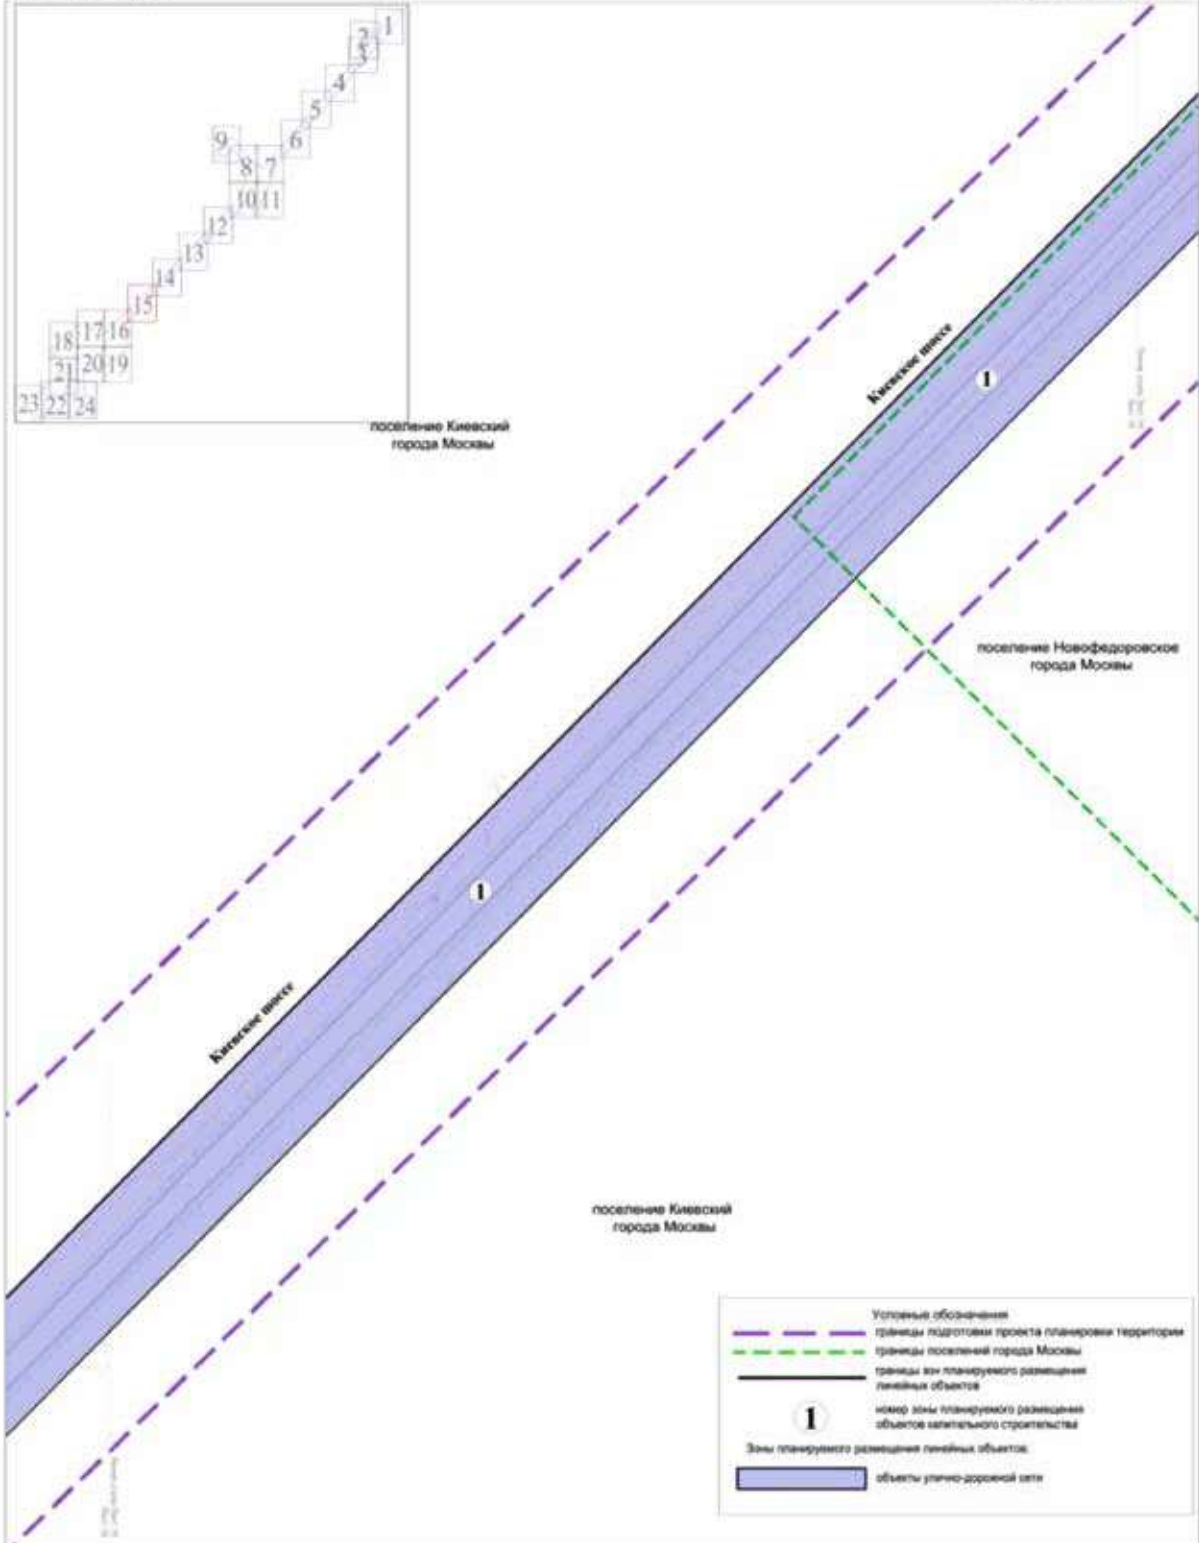 1
2
3
4
5
6
9
8
7
10
11
12
13
14
15
17
16
18
20
19
21
23
22
24
поселение Киевский
города Москвы
Киевское шоссе
1
поселение Новофедоровское
города Москвы
1
Киевское шоссе
поселение Киевский
города Москвы
Условные обозначения
границы подготовки проекта планировки территории
границы поселений города Москвы
границы зон планируемого размещения
линейных объектов
1
номер зоны планируемого размещения
объектов капитального строительства
Зоны планируемого размещения линейных объектов:
объекты улично-дорожной сети